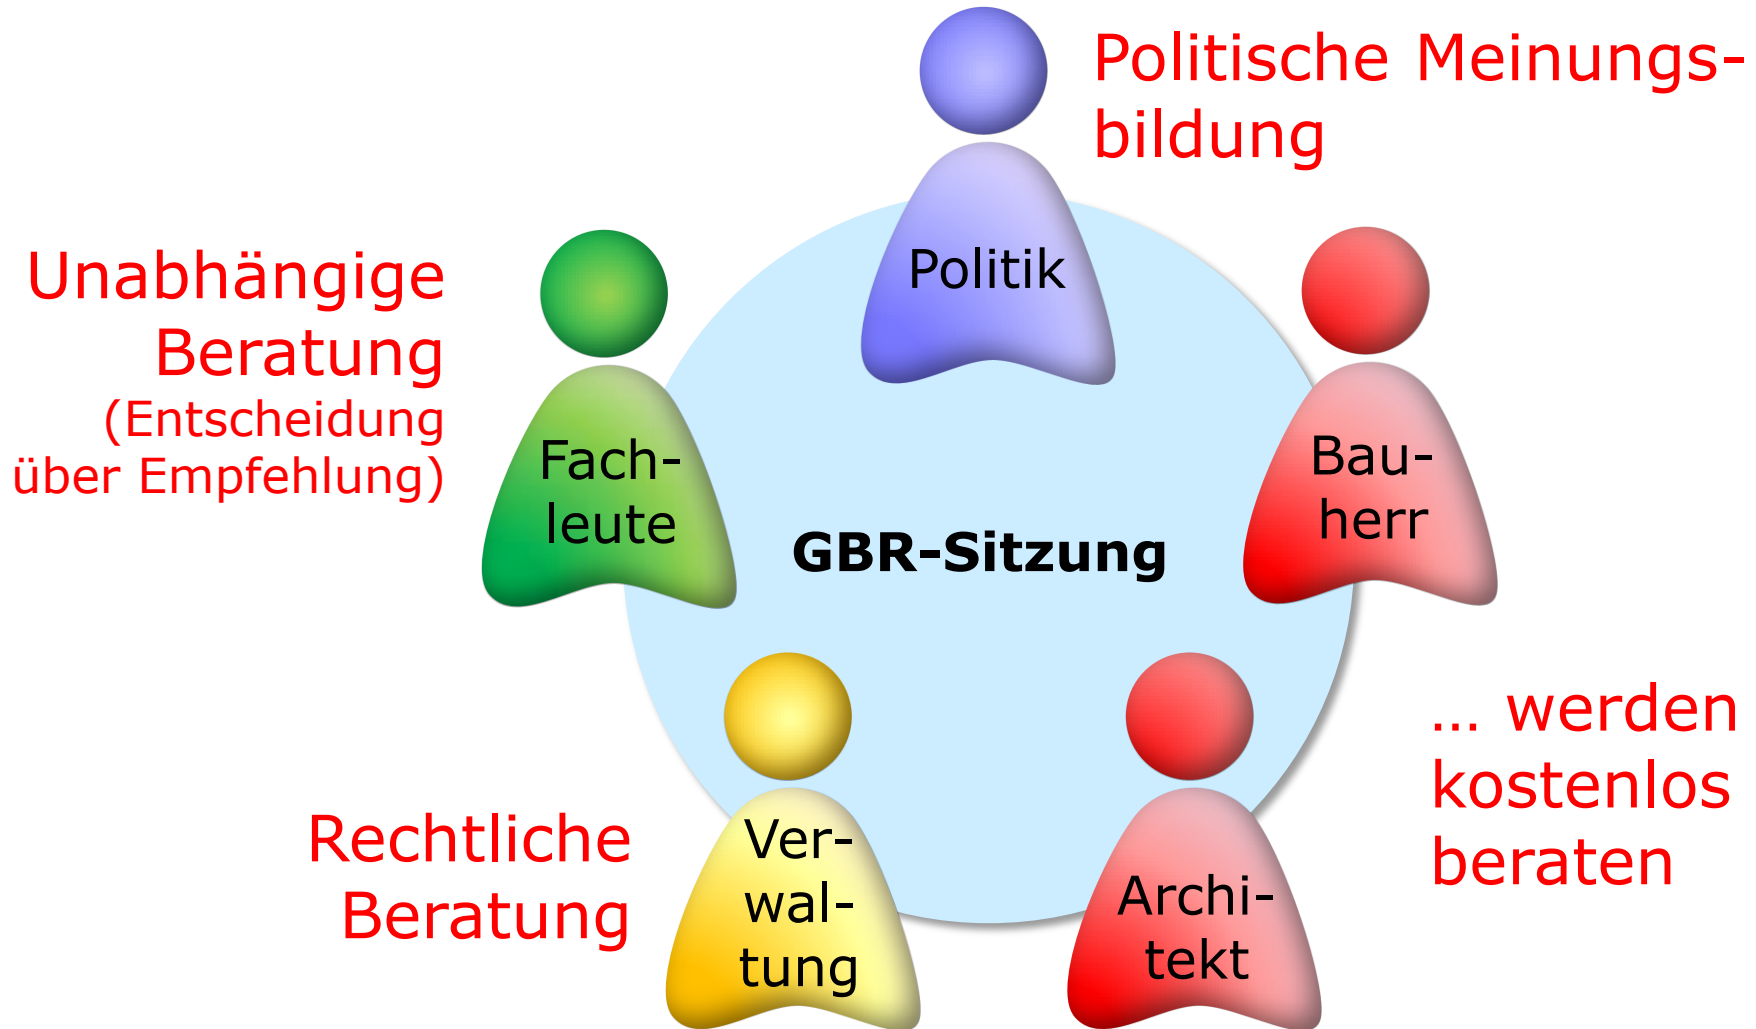 Politische Meinungs-
bildung
Politik
Unabhängige
Beratung
(Entscheidung
über Empfehlung)
Fach-
leute
Bau-
herr
GBR-Sitzung
... werden
kostenlos
beraten
Rechtliche
Beratung
Ver-
wal-
tung
Archi-
tekt